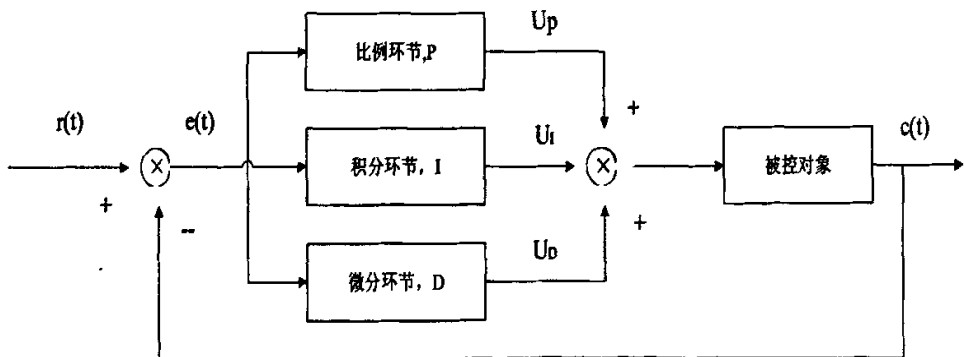 Up
比例环节,P
+
r(t)
e(t)
UI
c(t)
积分环节，I
被控对象
+
--
+
UD
微分环节，D